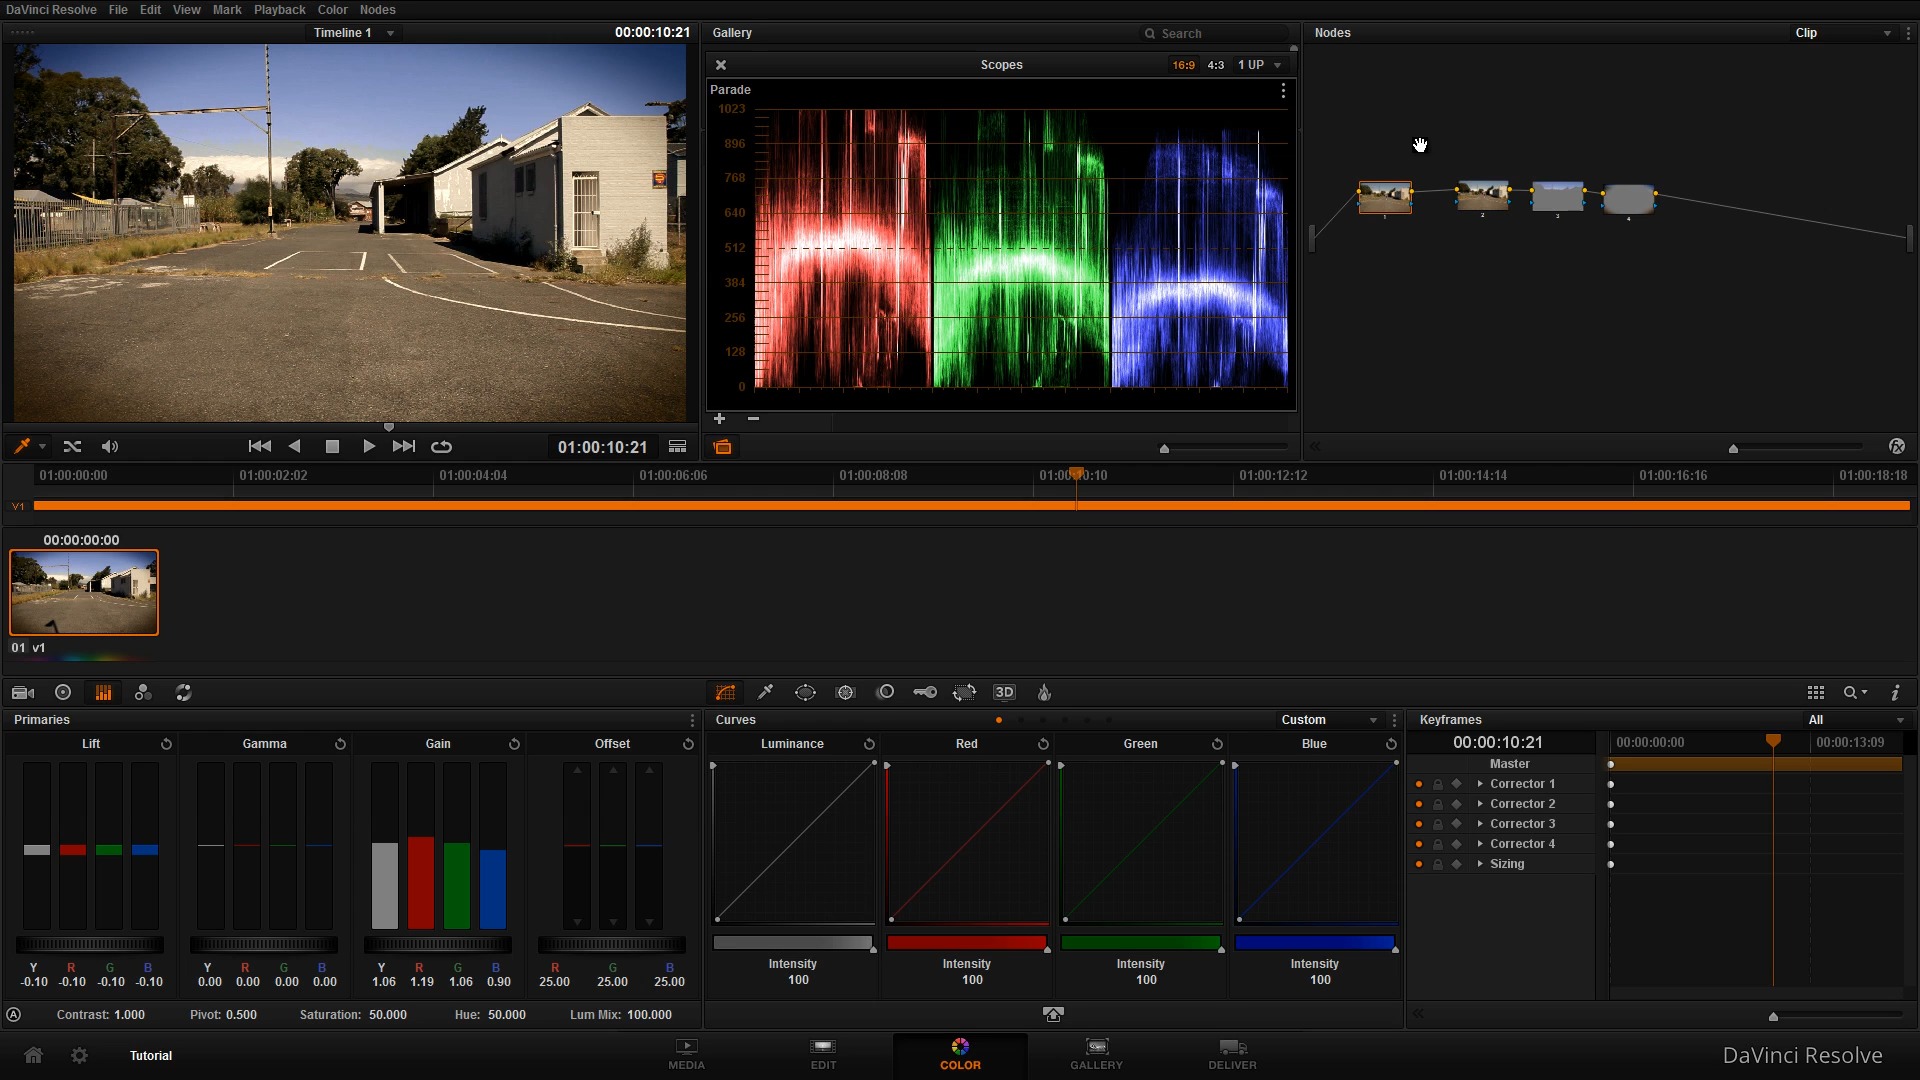 DaVinci Resolve File Edit View Mark Playback Color Nodes
Timeline 1 00:00:10:21
Gallery Search
Nodes Clip
Scopes 16:9 4:3 1 UP
Parade
1023
896
768
640
512
384
256
128
0
1 2 3 4
01:00:10:21
01:00:00:00 01:00:02:02 01:00:04:04 01:00:06:06 01:00:08:08 01:00:10:10 01:00:12:12 01:00:14:14 01:00:16:16 01:00:18:18
V1
00:00:00:00
01 V1
3D
Primaries
Lift Gamma Gain Offset
Y R G B Y R G B Y R G B R G B
-0.10 -0.10 -0.10 -0.10 0.00 0.00 0.00 0.00 1.06 1.19 1.06 0.90 25.00 25.00 25.00
A Contrast: 1.000 Pivot: 0.500 Saturation: 50.000 Hue: 50.000 Lum Mix: 100.000
Curves Custom
Luminance Red Green Blue
Intensity Intensity Intensity Intensity
100 100 100 100
Keyframes All
00:00:10:21 00:00:00:00 00:00:13:09
Master
Corrector 1
Corrector 2
Corrector 3
Corrector 4
Sizing
Tutorial
MEDIA EDIT COLOR GALLERY DELIVER
DaVinci Resolve